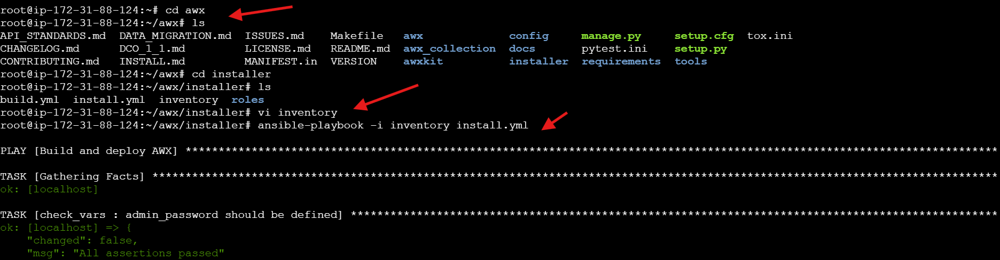 root@ip-172-31-88-124:~# cd awx
root@ip-172-31-88-124:~/awx# ls
API_STANDARDS.md  DATA_MIGRATION.md  ISSUES.md    Makefile   awx             config     manage.py     setup.cfg  tox.ini
CHANGELOG.md      DCO_1_1.md         LICENSE.md   README.md  awx_collection  docs       pytest.ini    setup.py
CONTRIBUTING.md   INSTALL.md         MANIFEST.in  VERSION    awxkit          installer  requirements  tools
root@ip-172-31-88-124:~/awx# cd installer
root@ip-172-31-88-124:~/awx/installer# ls
build.yml  install.yml  inventory  roles
root@ip-172-31-88-124:~/awx/installer# vi inventory
root@ip-172-31-88-124:~/awx/installer# ansible-playbook -i inventory install.yml
PLAY [Build and deploy AWX] ***************************************************************************************************************************
TASK [Gathering Facts] ********************************************************************************************************************************
ok: [localhost]
TASK [check_vars : admin_password should be defined] **************************************************************************************************
ok: [localhost] => {
    "changed": false,
    "msg": "All assertions passed"